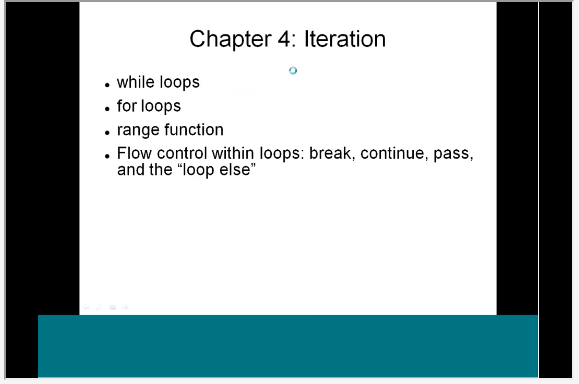 Chapter 4: Iteration
• while loops
• for loops
• range function
• Flow control within loops: break, continue, pass,
and the “loop else”